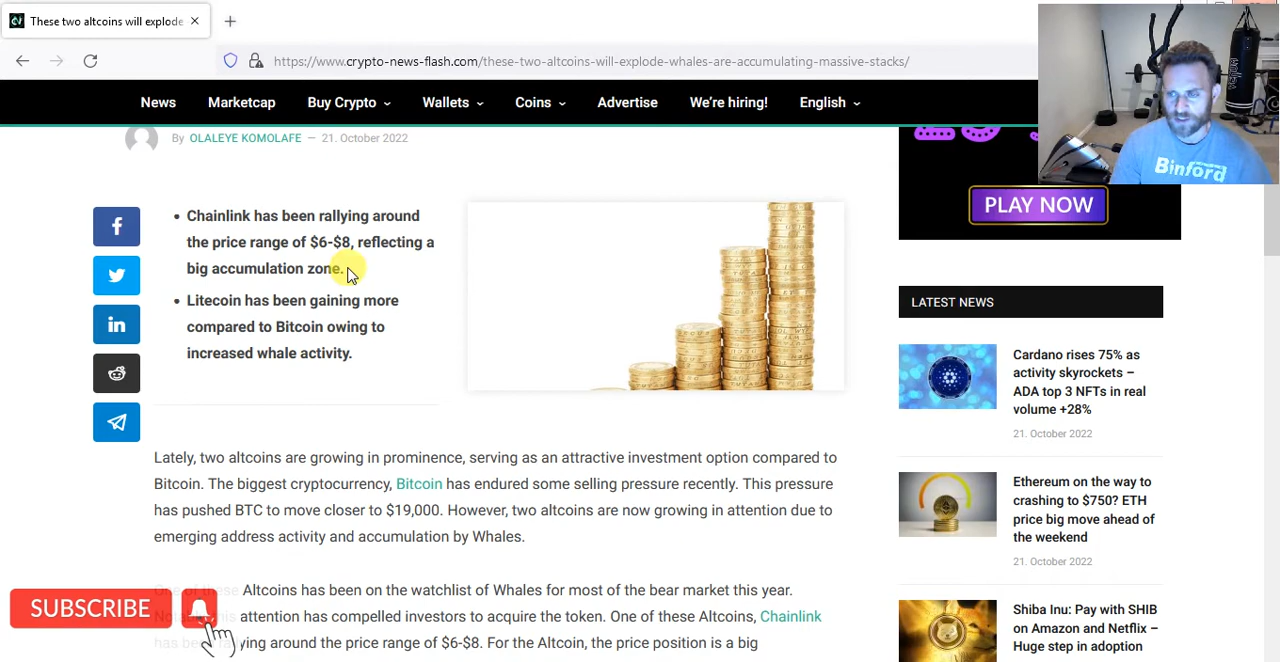 These two altcoins will explode
https://www.crypto-news-flash.com/these-two-altcoins-will-explode-whales-are-accumulating-massive-stacks/
News Marketcap Buy Crypto Wallets Coins Advertise We're hiring! English
By OLALEYE KOMOLAFE — 21. October 2022
• Chainlink has been rallying around
the price range of $6-$8, reflecting a
big accumulation zone.
• Litecoin has been gaining more
compared to Bitcoin owing to
increased whale activity.
Lately, two altcoins are growing in prominence, serving as an attractive investment option compared to
Bitcoin. The biggest cryptocurrency, Bitcoin has endured some selling pressure recently. This pressure
has pushed BTC to move closer to $19,000. However, two altcoins are now growing in attention due to
emerging address activity and accumulation by Whales.
One of these Altcoins has been on the watchlist of Whales for most of the bear market this year.
attention has compelled investors to acquire the token. One of these Altcoins, Chainlink
has been rallying around the price range of $6-$8. For the Altcoin, the price position is a big
SUBSCRIBE
Binford
PLAY NOW
LATEST NEWS
Cardano rises 75% as
activity skyrockets –
ADA top 3 NFTs in real
volume +28%
21. October 2022
Ethereum on the way to
crashing to $750? ETH
price big move ahead of
the weekend
21. October 2022
Shiba Inu: Pay with SHIB
on Amazon and Netflix –
Huge step in adoption